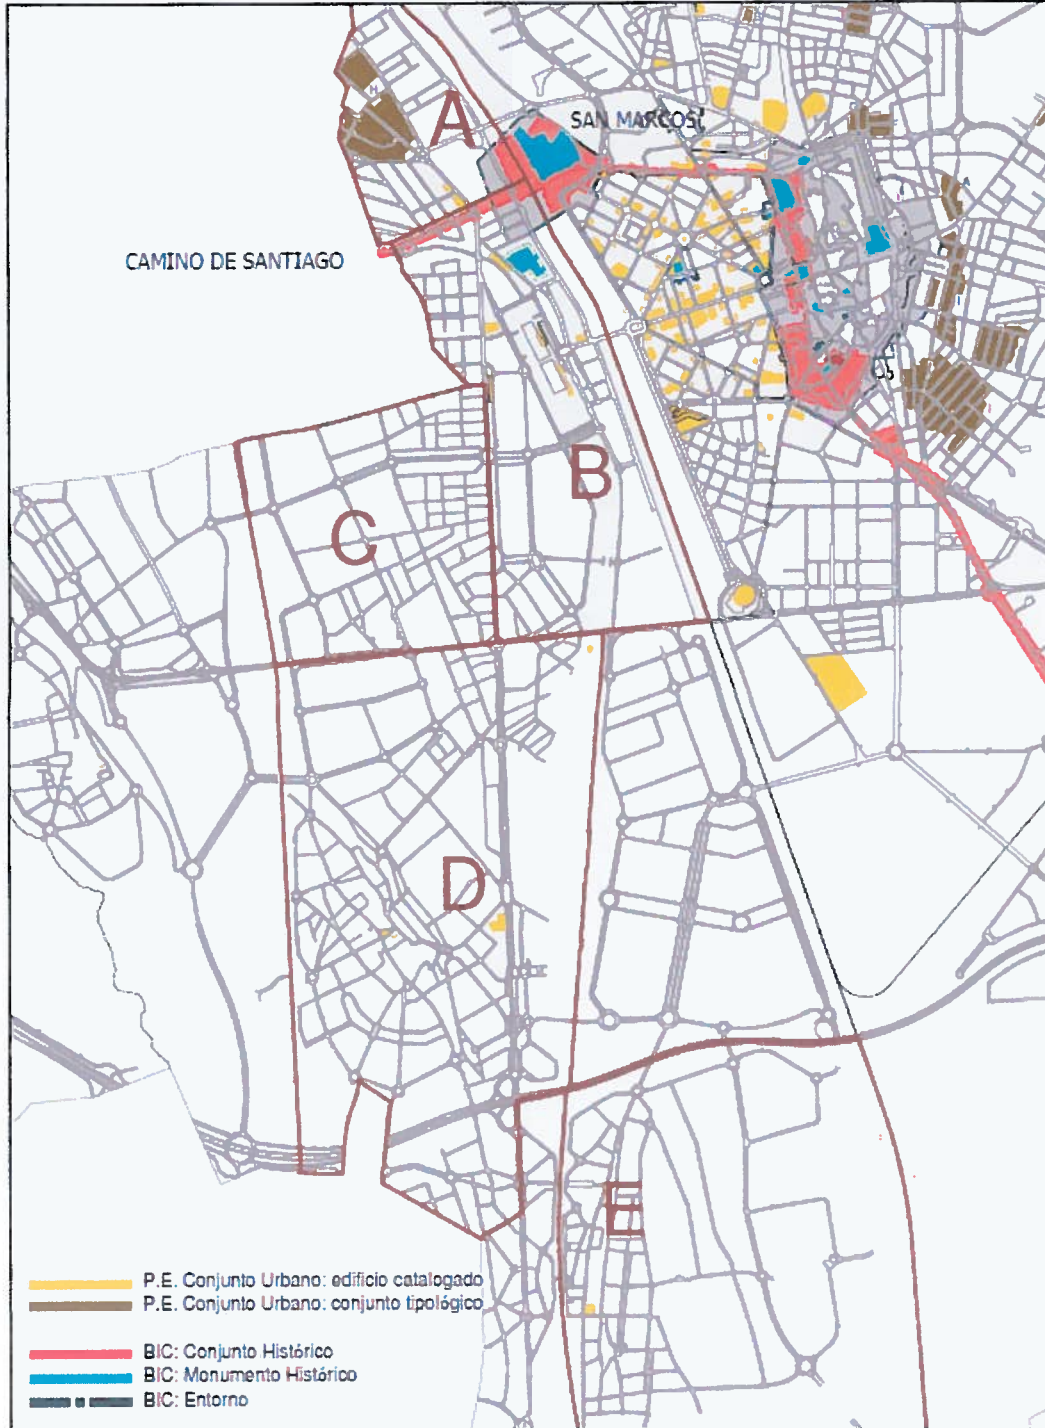 A
SAN MARCOS
CAMINO DE SANTIAGO
B
C
D
E
P.E. Conjunto Urbano: edificio catalogado
P.E. Conjunto Urbano: conjunto tipológico
BIC: Conjunto Histórico
BIC: Monumento Histórico
BIC: Entorno